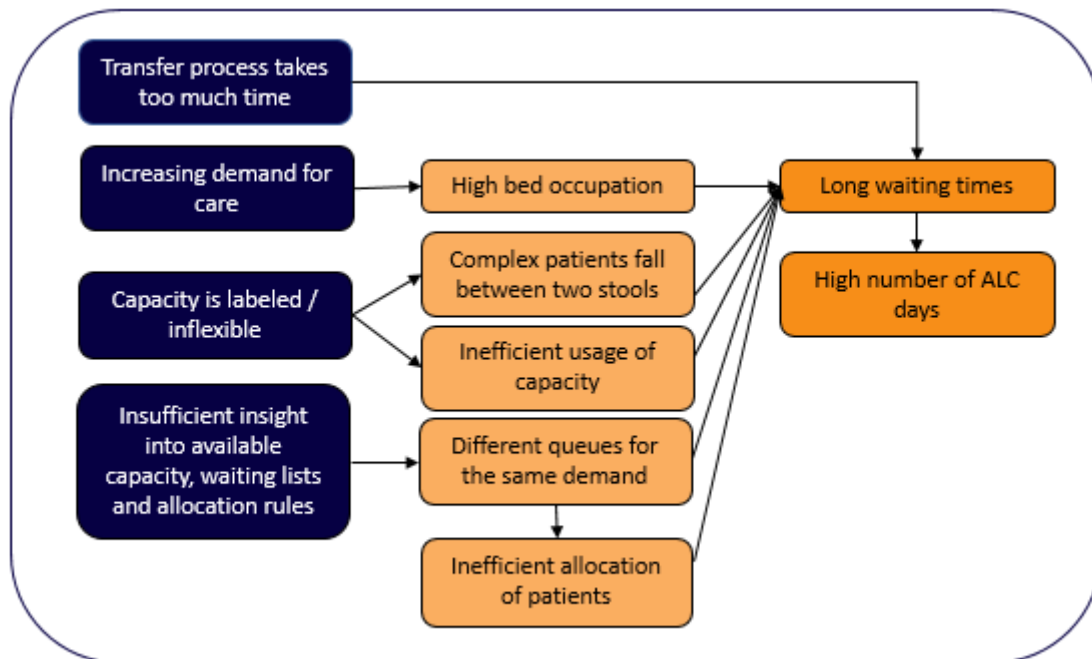 Transfer process takes
too much time
Increasing demand for
care
High bed occupation
Long waiting times
Complex patients fall
between two stools
High number of ALC
days
Capacity is labeled /
inflexible
Inefficient usage of
capacity
Insufficient insight
into available
capacity, waiting lists
and allocation rules
Different queues for
the same demand
Inefficient allocation
of patients